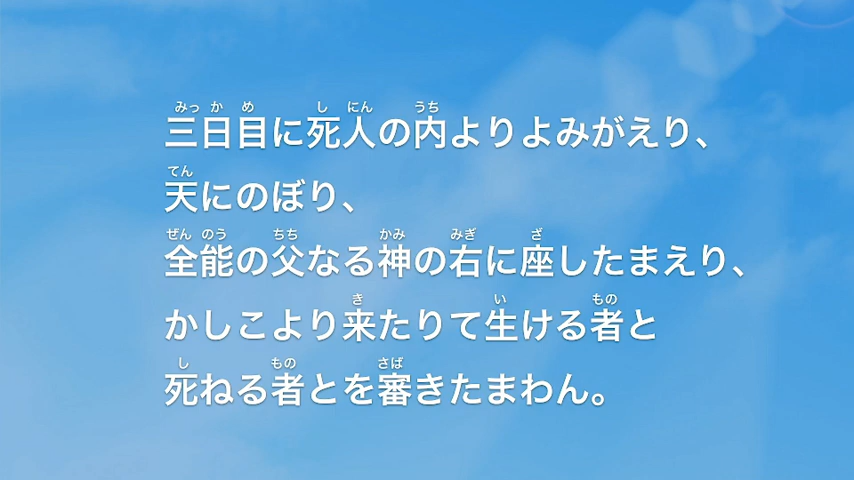 三日目に死人の内よりよみがえり、
天にのぼり、
全能の父なる神の右に座したまえり、
かしこより来たりて生ける者と
死ねる者とを審きたまわん。